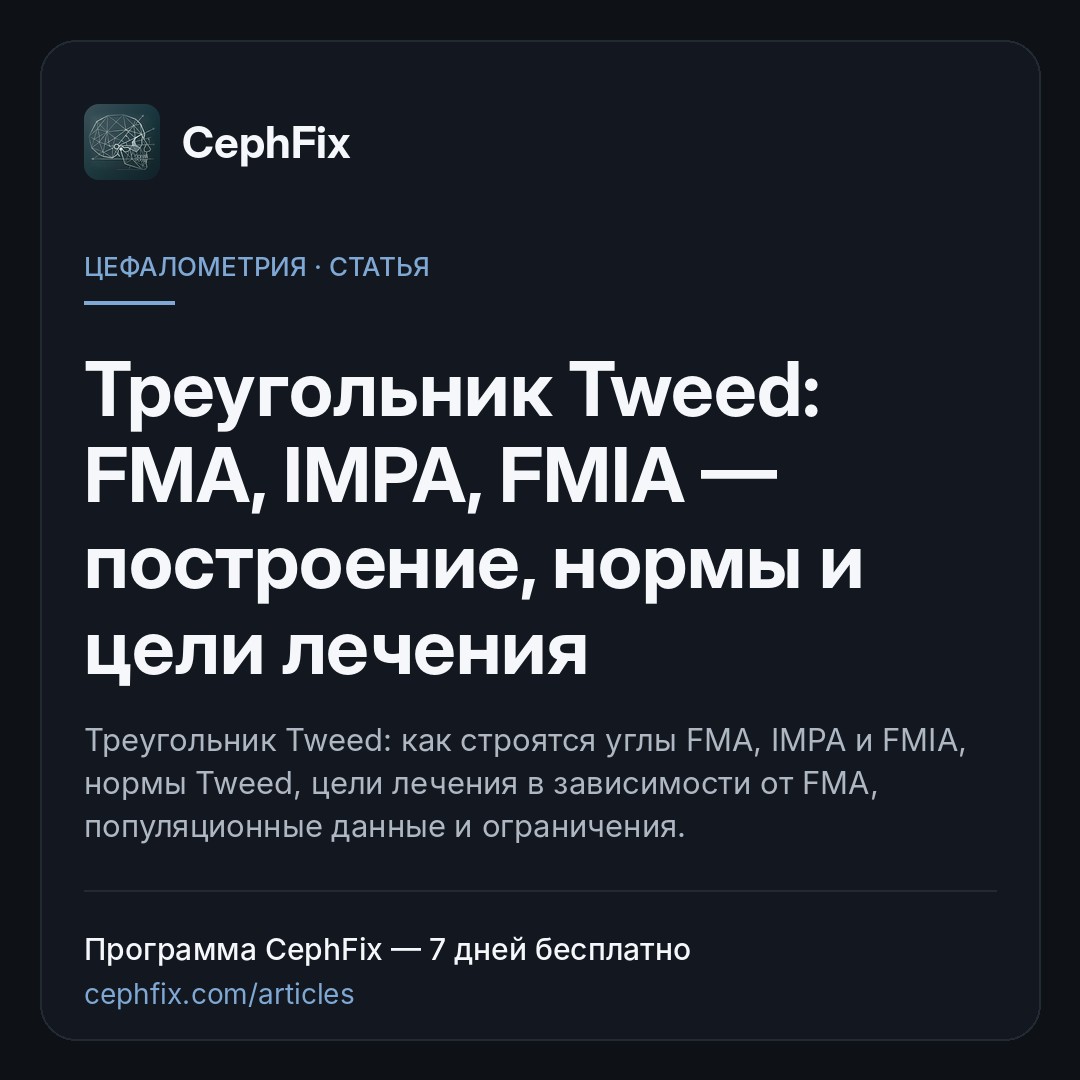 CephFix
ЦЕФАЛОМЕТРИЯ · СТАТЬЯ
Треугольник Tweed:
FMA, IMPA, FMIA —
построение, нормы и
цели лечения
Треугольник Tweed: как строятся углы FMA, IMPA и FMIA,
нормы Tweed, цели лечения в зависимости от FMA,
популяционные данные и ограничения.
Программа CephFix — 7 дней бесплатно
cephfix.com/articles